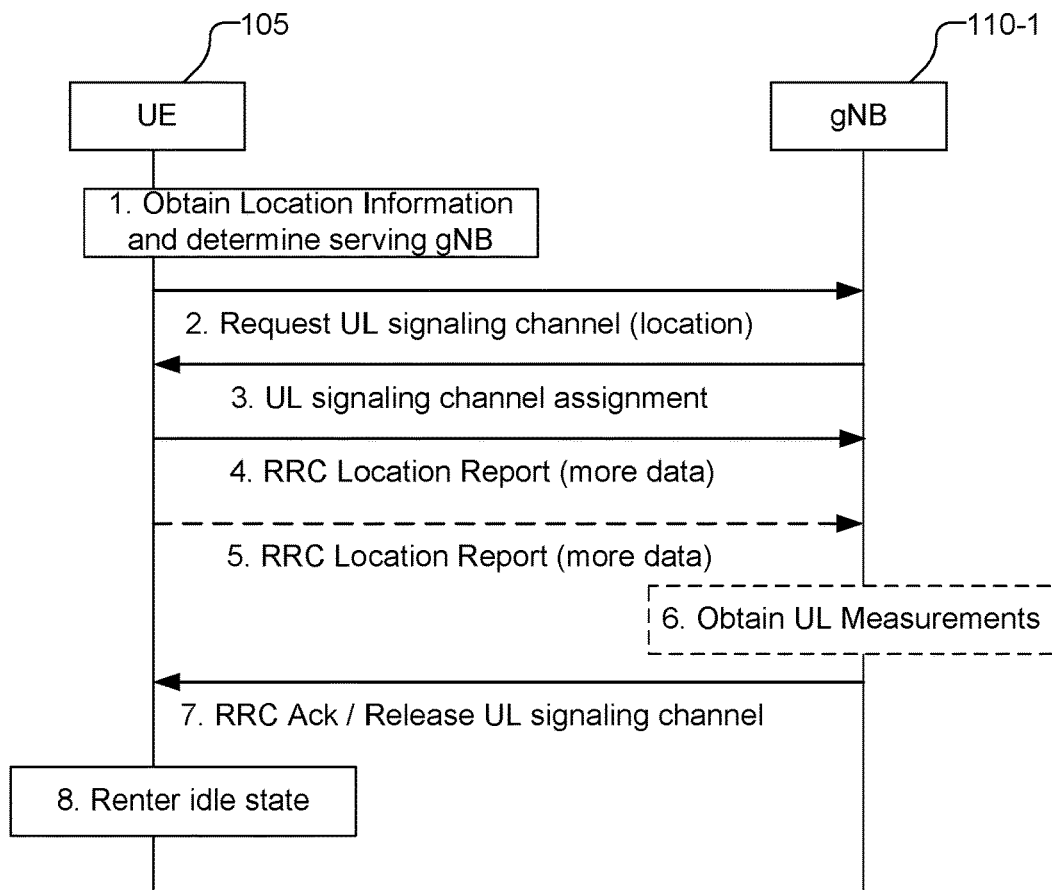 105
110-1
UE
gNB
1. Obtain Location Information
and determine serving gNB
2. Request UL signaling channel (location)
3. UL signaling channel assignment
4. RRC Location Report (more data)
5. RRC Location Report (more data)
6. Obtain UL Measurements
7. RRC Ack / Release UL signaling channel
8. Renter idle state